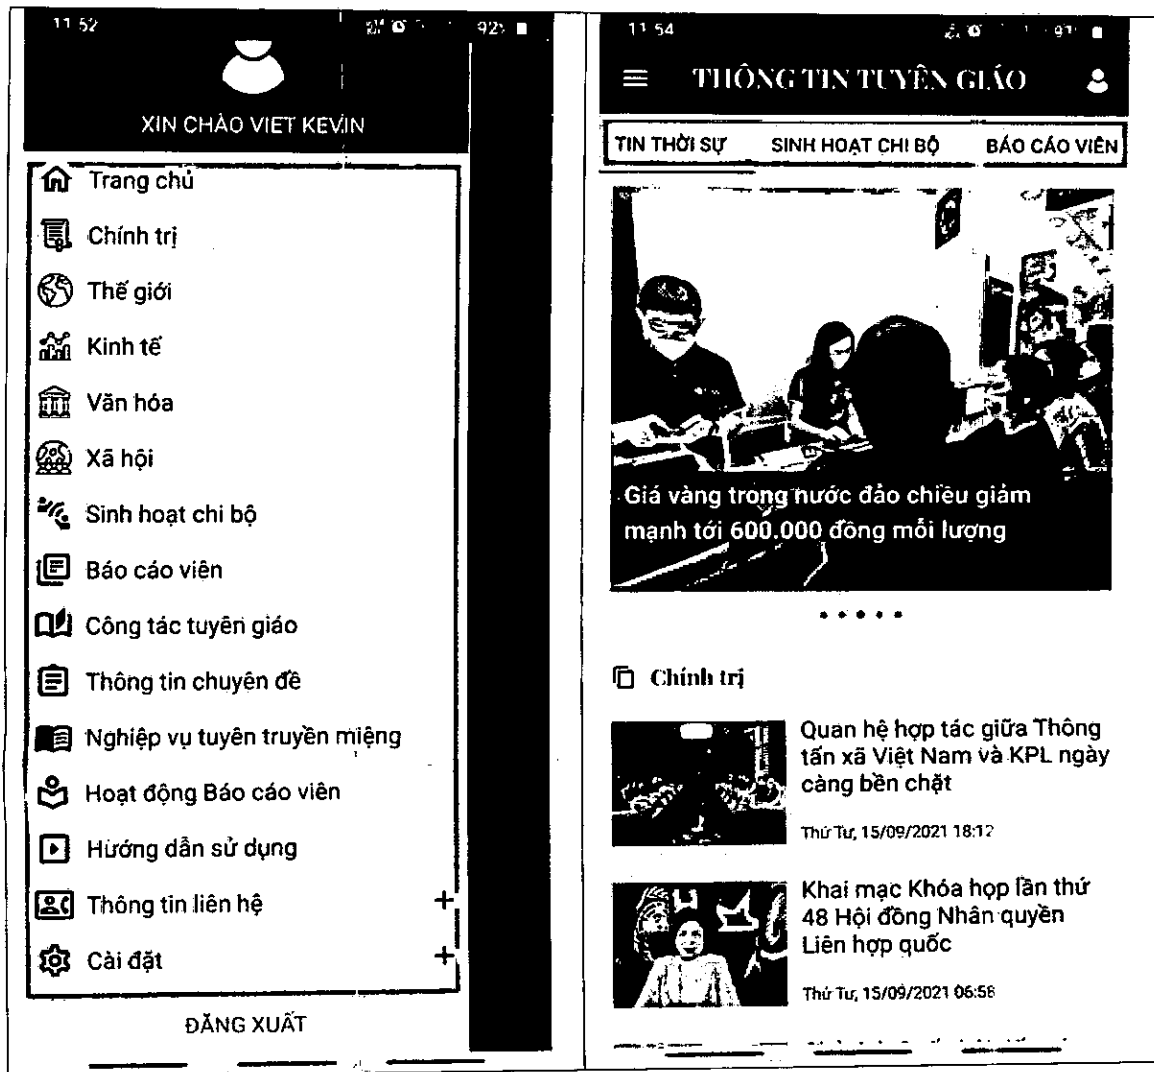 11:52
92%
XIN CHÀO VIET KEVIN
Trang chủ
Chính trị
Thế giới
Kinh tế
Văn hóa
Xã hội
Sinh hoạt chi bộ
Báo cáo viên
Công tác tuyên giáo
Thông tin chuyên đề
Nghiệp vụ tuyên truyền miệng
Hoạt động Báo cáo viên
Hướng dẫn sử dụng
Thông tin liên hệ +
Cài đặt +
ĐĂNG XUẤT
11:54
THÔNG TIN TUYÊN GIÁO
TIN THỜI SỰ SINH HOẠT CHI BỘ BÁO CÁO VIÊN
Giá vàng trong nước đảo chiều giảm
mạnh tới 600.000 đồng mỗi lượng
Chính trị
Quan hệ hợp tác giữa Thông
tấn xã Việt Nam và KPL ngày
càng bền chặt
Thứ Tư, 15/09/2021 18:12
Khai mạc Khóa họp lần thứ
48 Hội đồng Nhân quyền
Liên hợp quốc
Thứ Tư, 15/09/2021 06:58